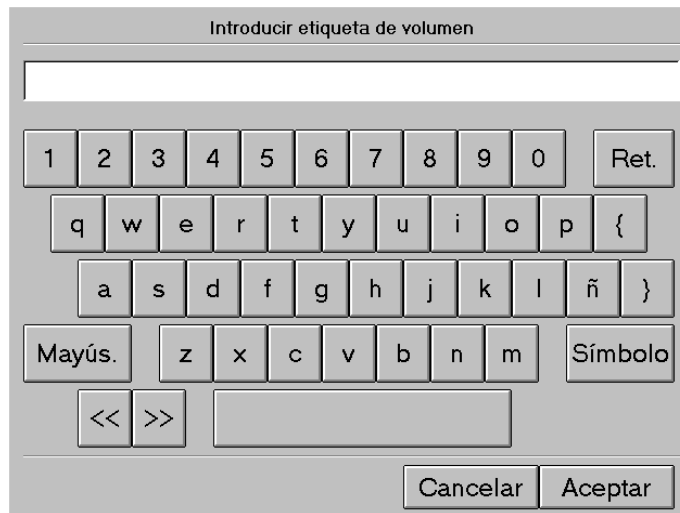 Introducir etiqueta de volumen
1 2 3 4 5 6 7 8 9 0 Ret.
q w e r t y u i o p {
a s d f g h j k l ñ }
Mayús. z x c v b n m Símbolo
<< >>
Cancelar Aceptar